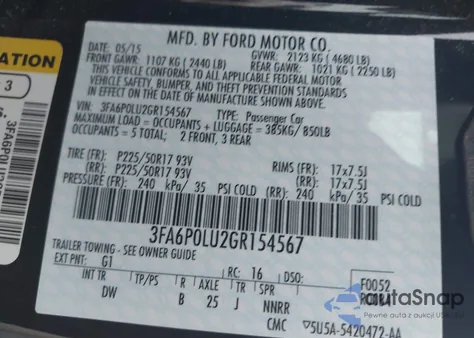 MFD. BY FORD MOTOR CO.
DATE: 05/15 GVWR: 2123 KG ( 4680 LB)
FRONT GAWR: 1107 KG ( 2440 LB) REAR GAWR: 1021 KG ( 2250 LB)
THIS VEHICLE CONFORMS TO ALL APPLICABLE FEDERAL MOTOR
VEHICLE SAFETY, BUMPER, AND THEFT PREVENTION STANDARDS
IN EFFECT ON THE DATE OF MANUFACTURE SHOWN ABOVE.
VIN: 3FA6P0LU2GR154567 TYPE: Passenger Car
MAXIMUM LOAD = OCCUPANTS + LUGGAGE = 385KG/ 850LB
OCCUPANTS = 5 TOTAL: 2 FRONT, 3 REAR
TIRE (FR): P225/50R17 93V RIMS (FR): 17x7.5J
(RR): P225/50R17 93V (RR): 17x7.5J
PRESSURE (FR): 240 kPa/ 35 PSI COLD (RR): 240 kPa/ 35 PSI COLD
3FA6P0LU2GR154567
TRAILER TOWING - SEE OWNER GUIDE
EXT PNT: G1 RC: 16 DSO: F0052
INT TR TP/PS R AXLE TR SPR
DW B 25 J NNRR
CMC 5U5A-5420472-AA
autaSnap
ATION
3